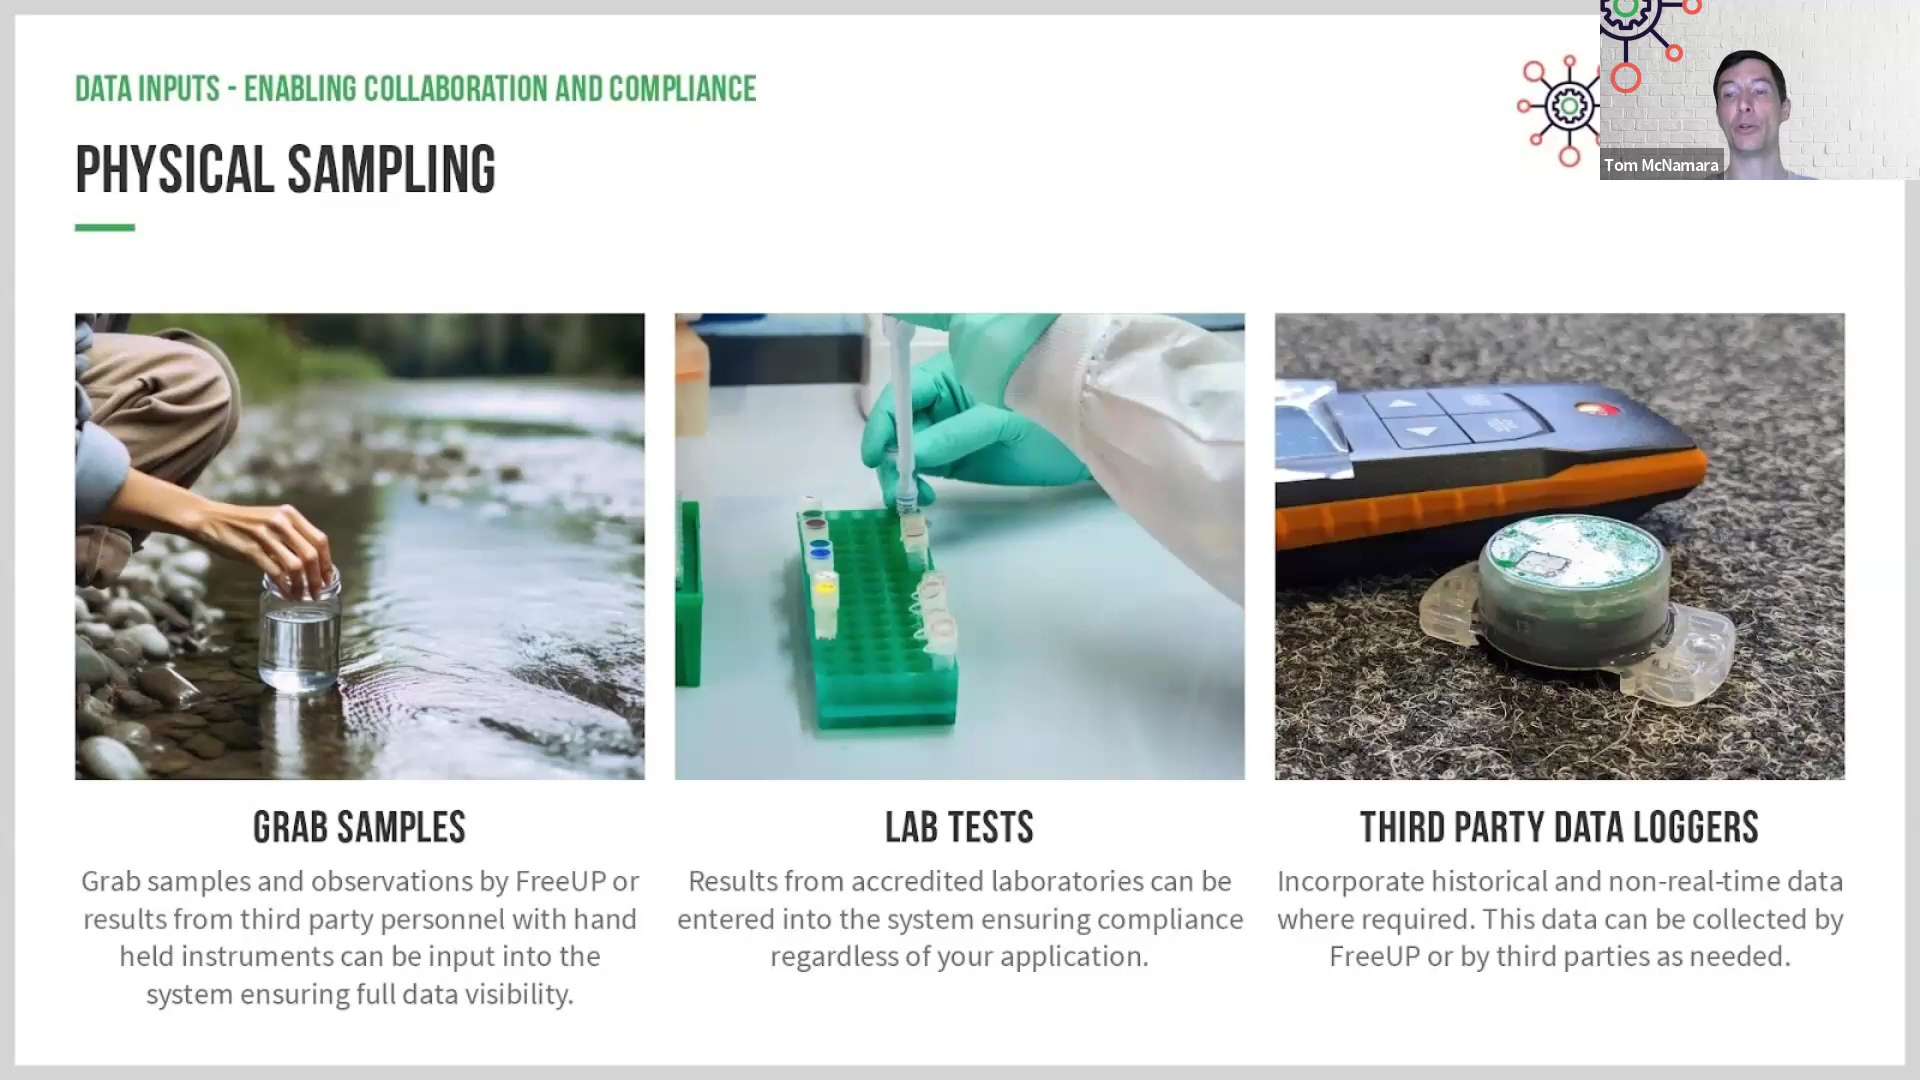 DATA INPUTS - ENABLING COLLABORATION AND COMPLIANCE
PHYSICAL SAMPLING
Tom McNamara
GRAB SAMPLES
Grab samples and observations by FreeUP or
results from third party personnel with hand
held instruments can be input into the
system ensuring full data visibility.
LAB TESTS
Results from accredited laboratories can be
entered into the system ensuring compliance
regardless of your application.
THIRD PARTY DATA LOGGERS
Incorporate historical and non-real-time data
where required. This data can be collected by
FreeUP or by third parties as needed.